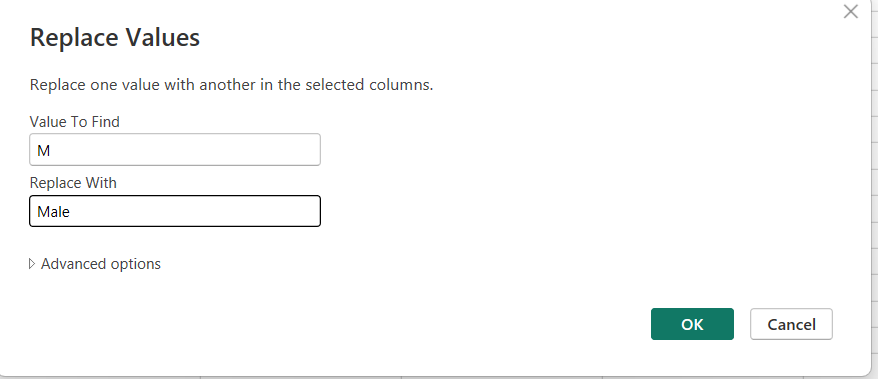 Replace Values
Replace one value with another in the selected columns.
Value To Find
M
Replace With
Male
Advanced options
OK Cancel